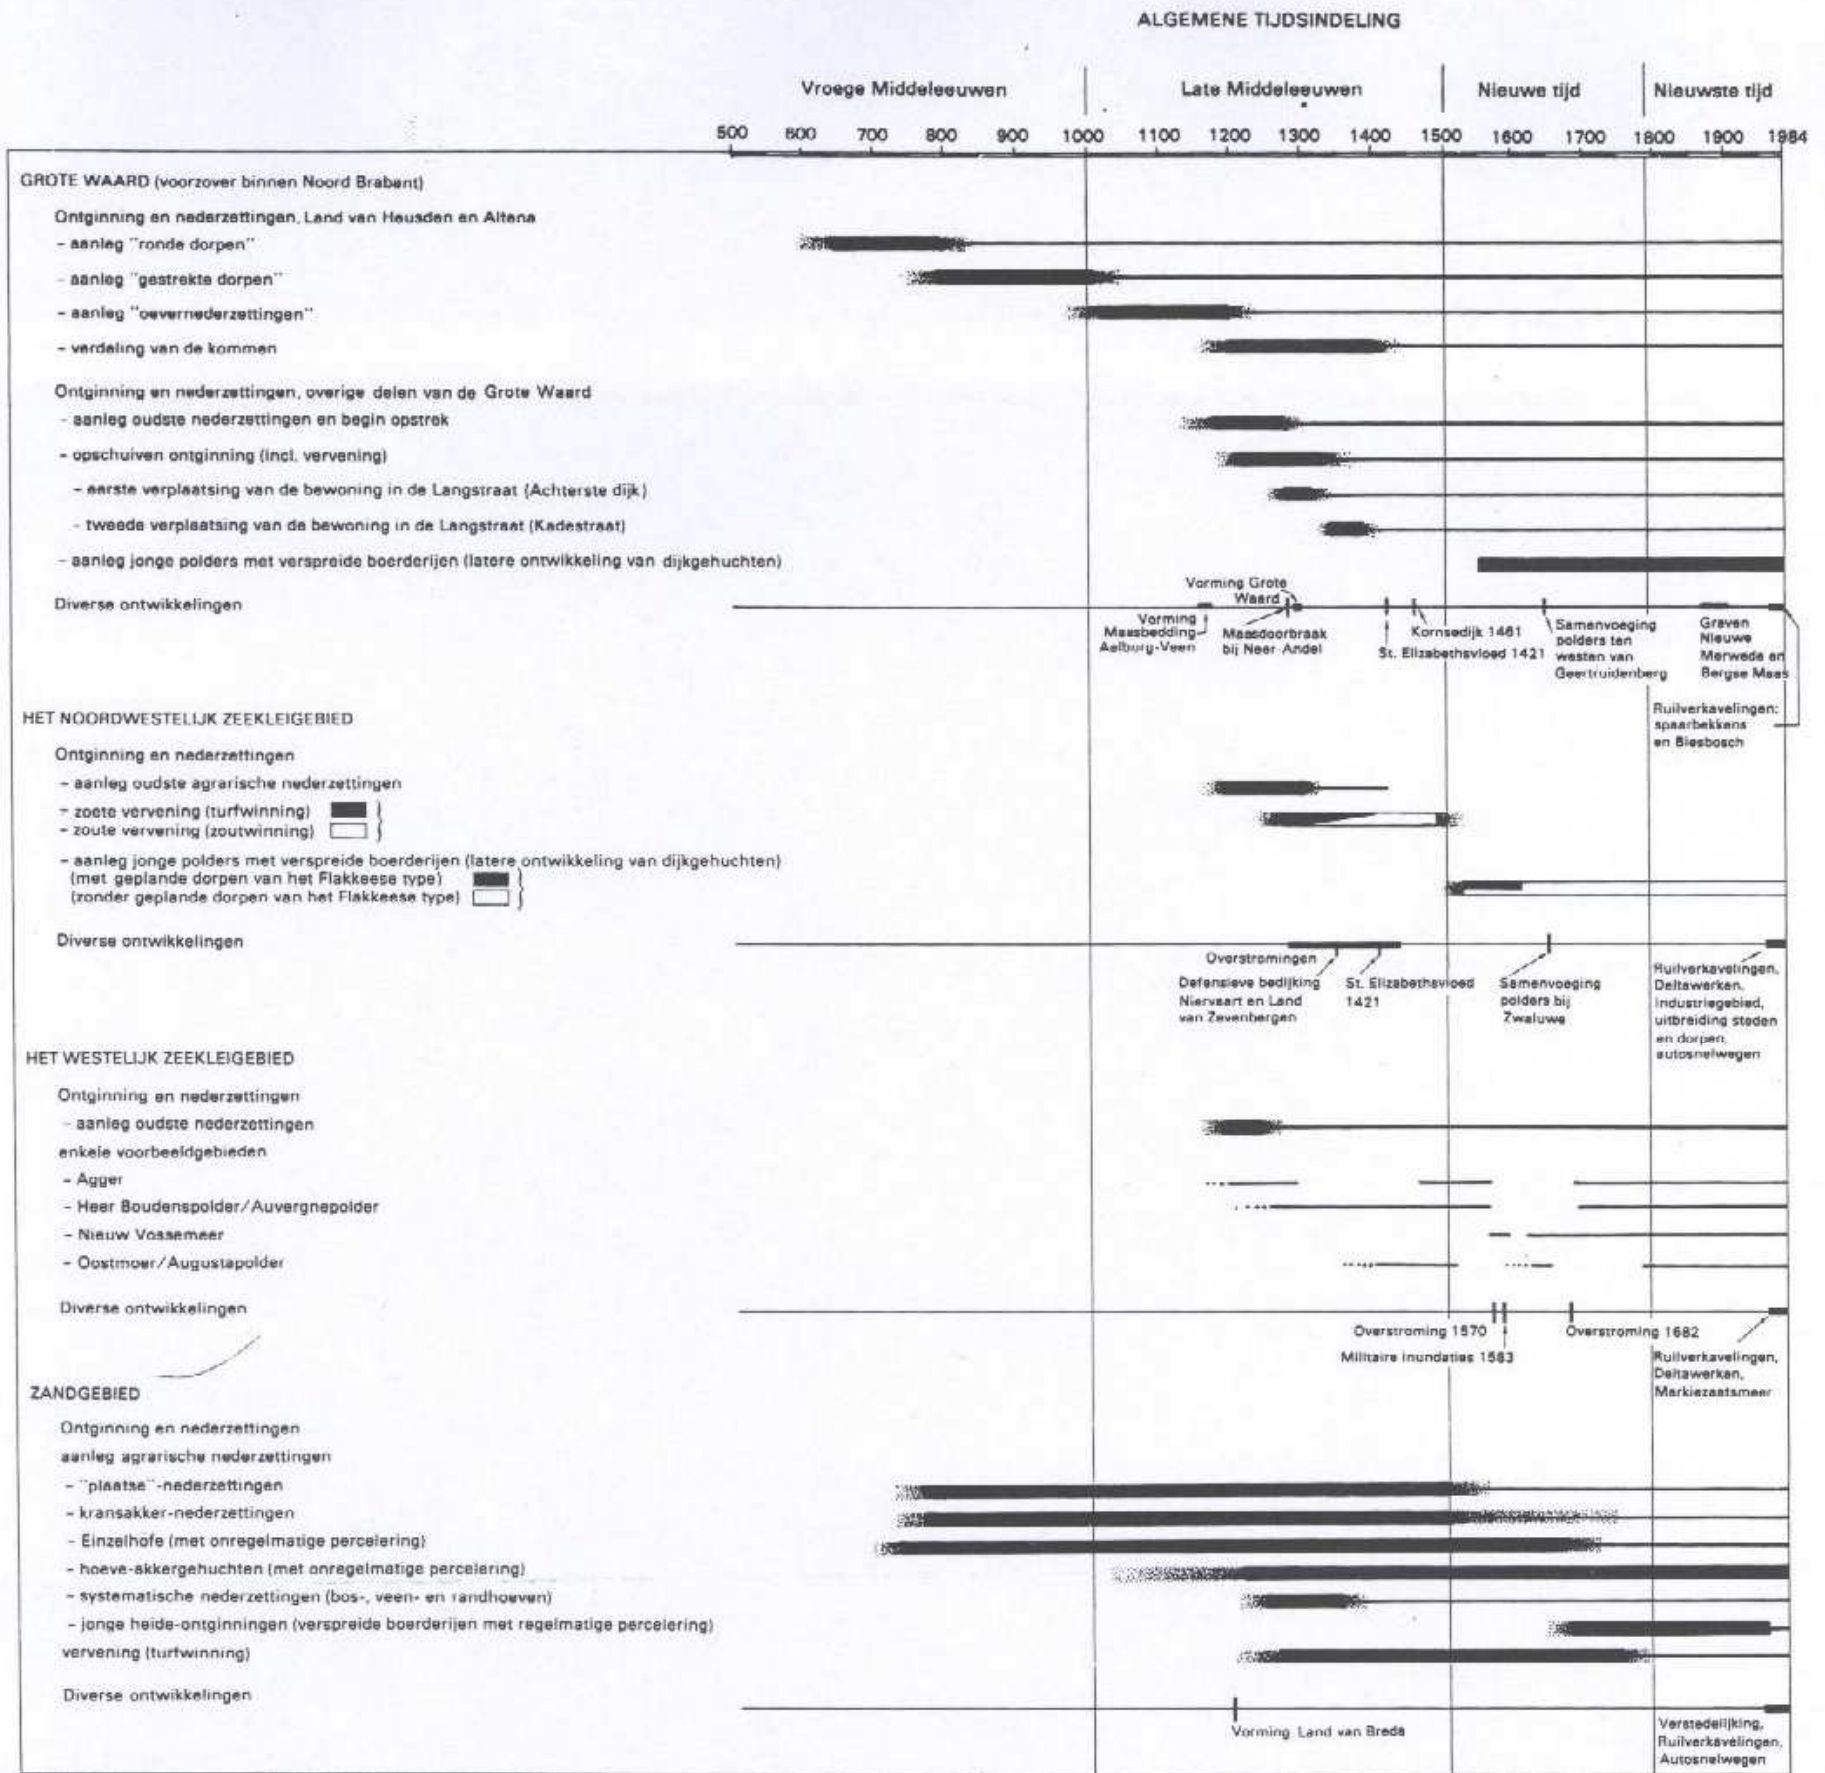 ALGEMENE TIJDSINDELING
Vroege Middeleeuwen
Late Middeleeuwen
Nieuwe tijd
Nieuwste tijd
500 600 700 800 900 1000 1100 1200 1300 1400 1500 1600 1700 1800 1900 1984
GROTE WAARD (voorzover binnen Noord Brabant)
Ontginning en nederzettingen, Land van Heusden en Altena
- aanleg "ronde dorpen"
- aanleg "gestrekte dorpen"
- aanleg "oevernederzettingen"
- verdeling van de kommen
Ontginning en nederzettingen, overige delen van de Grote Waard
- aanleg oudste nederzettingen en begin opstrek
- opschuiven ontginning (incl. vervening)
- eerste verplaatsing van de bewoning in de Langstraat (Achterste dijk)
- tweede verplaatsing van de bewoning in de Langstraat (Kadestraat)
- aanleg jonge polders met verspreide boerderijen (latere ontwikkeling van dijkgehuchten)
Diverse ontwikkelingen
Vorming
Maasbedding
Aalburg-Veen
Vorming Grote
Waard
Maasdoorbraak
bij Neer-Andel
St. Elizabethsvloed 1421
Kornsedijk 1461
Samenvoeging
polders ten
westen van
Geertruidenberg
Graven
Nieuwe
Merwede en
Bergse Maas
Ruilverkavelingen:
spaarbekkens
en Biesbosch
HET NOORDWESTELIJK ZEEKLEIGEBIED
Ontginning en nederzettingen
- aanleg oudste agrarische nederzettingen
- zoete vervening (turfwinning)
- zoute vervening (zoutwinning)
- aanleg jonge polders met verspreide boerderijen (latere ontwikkeling van dijkgehuchten)
(met geplande dorpen van het Flakkeese type)
(zonder geplande dorpen van het Flakkeese type)
Diverse ontwikkelingen
Overstromingen
Defensieve bedijking
Niervaart en Land
van Zevenbergen
St. Elizabethsvloed
1421
Samenvoeging
polders bij
Zwaluwe
Ruilverkavelingen,
Deltawerken,
industriegebied,
uitbreiding steden
en dorpen,
autosnelwegen
HET WESTELIJK ZEEKLEIGEBIED
Ontginning en nederzettingen
- aanleg oudste nederzettingen
enkele voorbeeldgebieden
- Agger
- Heer Boudenspolder/Auvergnepolder
- Nieuw Vossemeer
- Oostmoer/Augustapolder
Diverse ontwikkelingen
Overstroming 1570
Militaire inundaties 1583
Overstroming 1682
Ruilverkavelingen,
Deltawerken,
Markiezaatsmeer
ZANDGEBIED
Ontginning en nederzettingen
aanleg agrarische nederzettingen
- "plaatse"-nederzettingen
- kransakker-nederzettingen
- Einzelhöfe (met onregelmatige percelering)
- hoeve-akkergehuchten (met onregelmatige percelering)
- systematische nederzettingen (bos-, veen- en randhoeven)
- jonge heide-ontginningen (verspreide boerderijen met regelmatige percelering)
vervening (turfwinning)
Diverse ontwikkelingen
Vorming Land van Breda
Verstedelijking,
Ruilverkavelingen,
Autosnelwegen